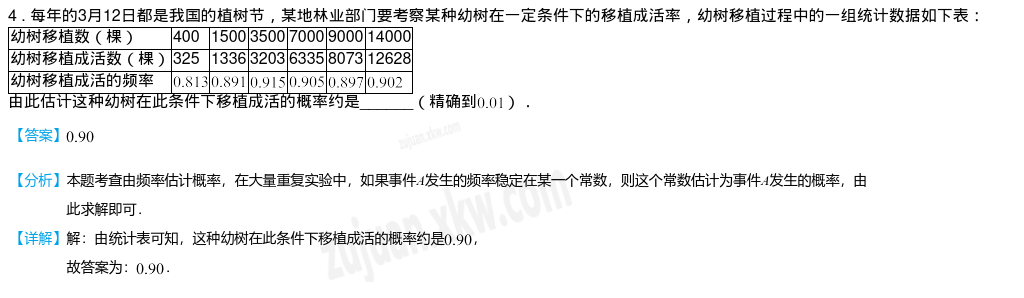 4．每年的3月12日都是我国的植树节，某地林业部门要考察某种幼树在一定条件下的移植成活率，幼树移植过程中的一组统计数据如下表：
幼树移植数（棵） 400 1500 3500 7000 9000 14000
幼树移植成活数（棵） 325 1336 3203 6335 8073 12628
幼树移植成活的频率 0.813 0.891 0.915 0.905 0.897 0.902
由此估计这种幼树在此条件下移植成活的概率约是______（精确到0.01）．
【答案】0.90
【分析】本题考查由频率估计概率，在大量重复实验中，如果事件A发生的频率稳定在某一个常数，则这个常数估计为事件A发生的概率，由
此求解即可．
【详解】解：由统计表可知，这种幼树在此条件下移植成活的概率约是0.90，
故答案为：0.90．
zujuan.xkw.com
zujuan.xkw.com